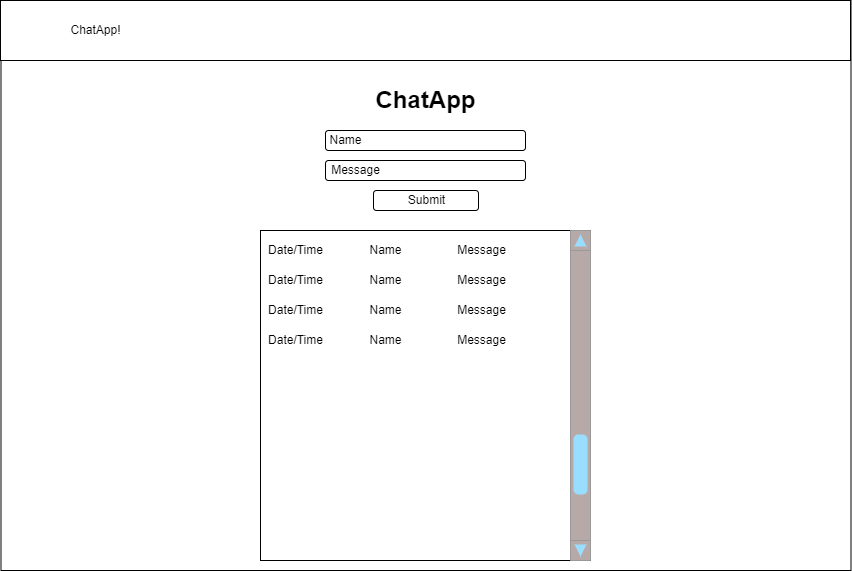 ChatApp!
ChatApp
Name
Message
Submit
Date/Time Name Message
Date/Time Name Message
Date/Time Name Message
Date/Time Name Message